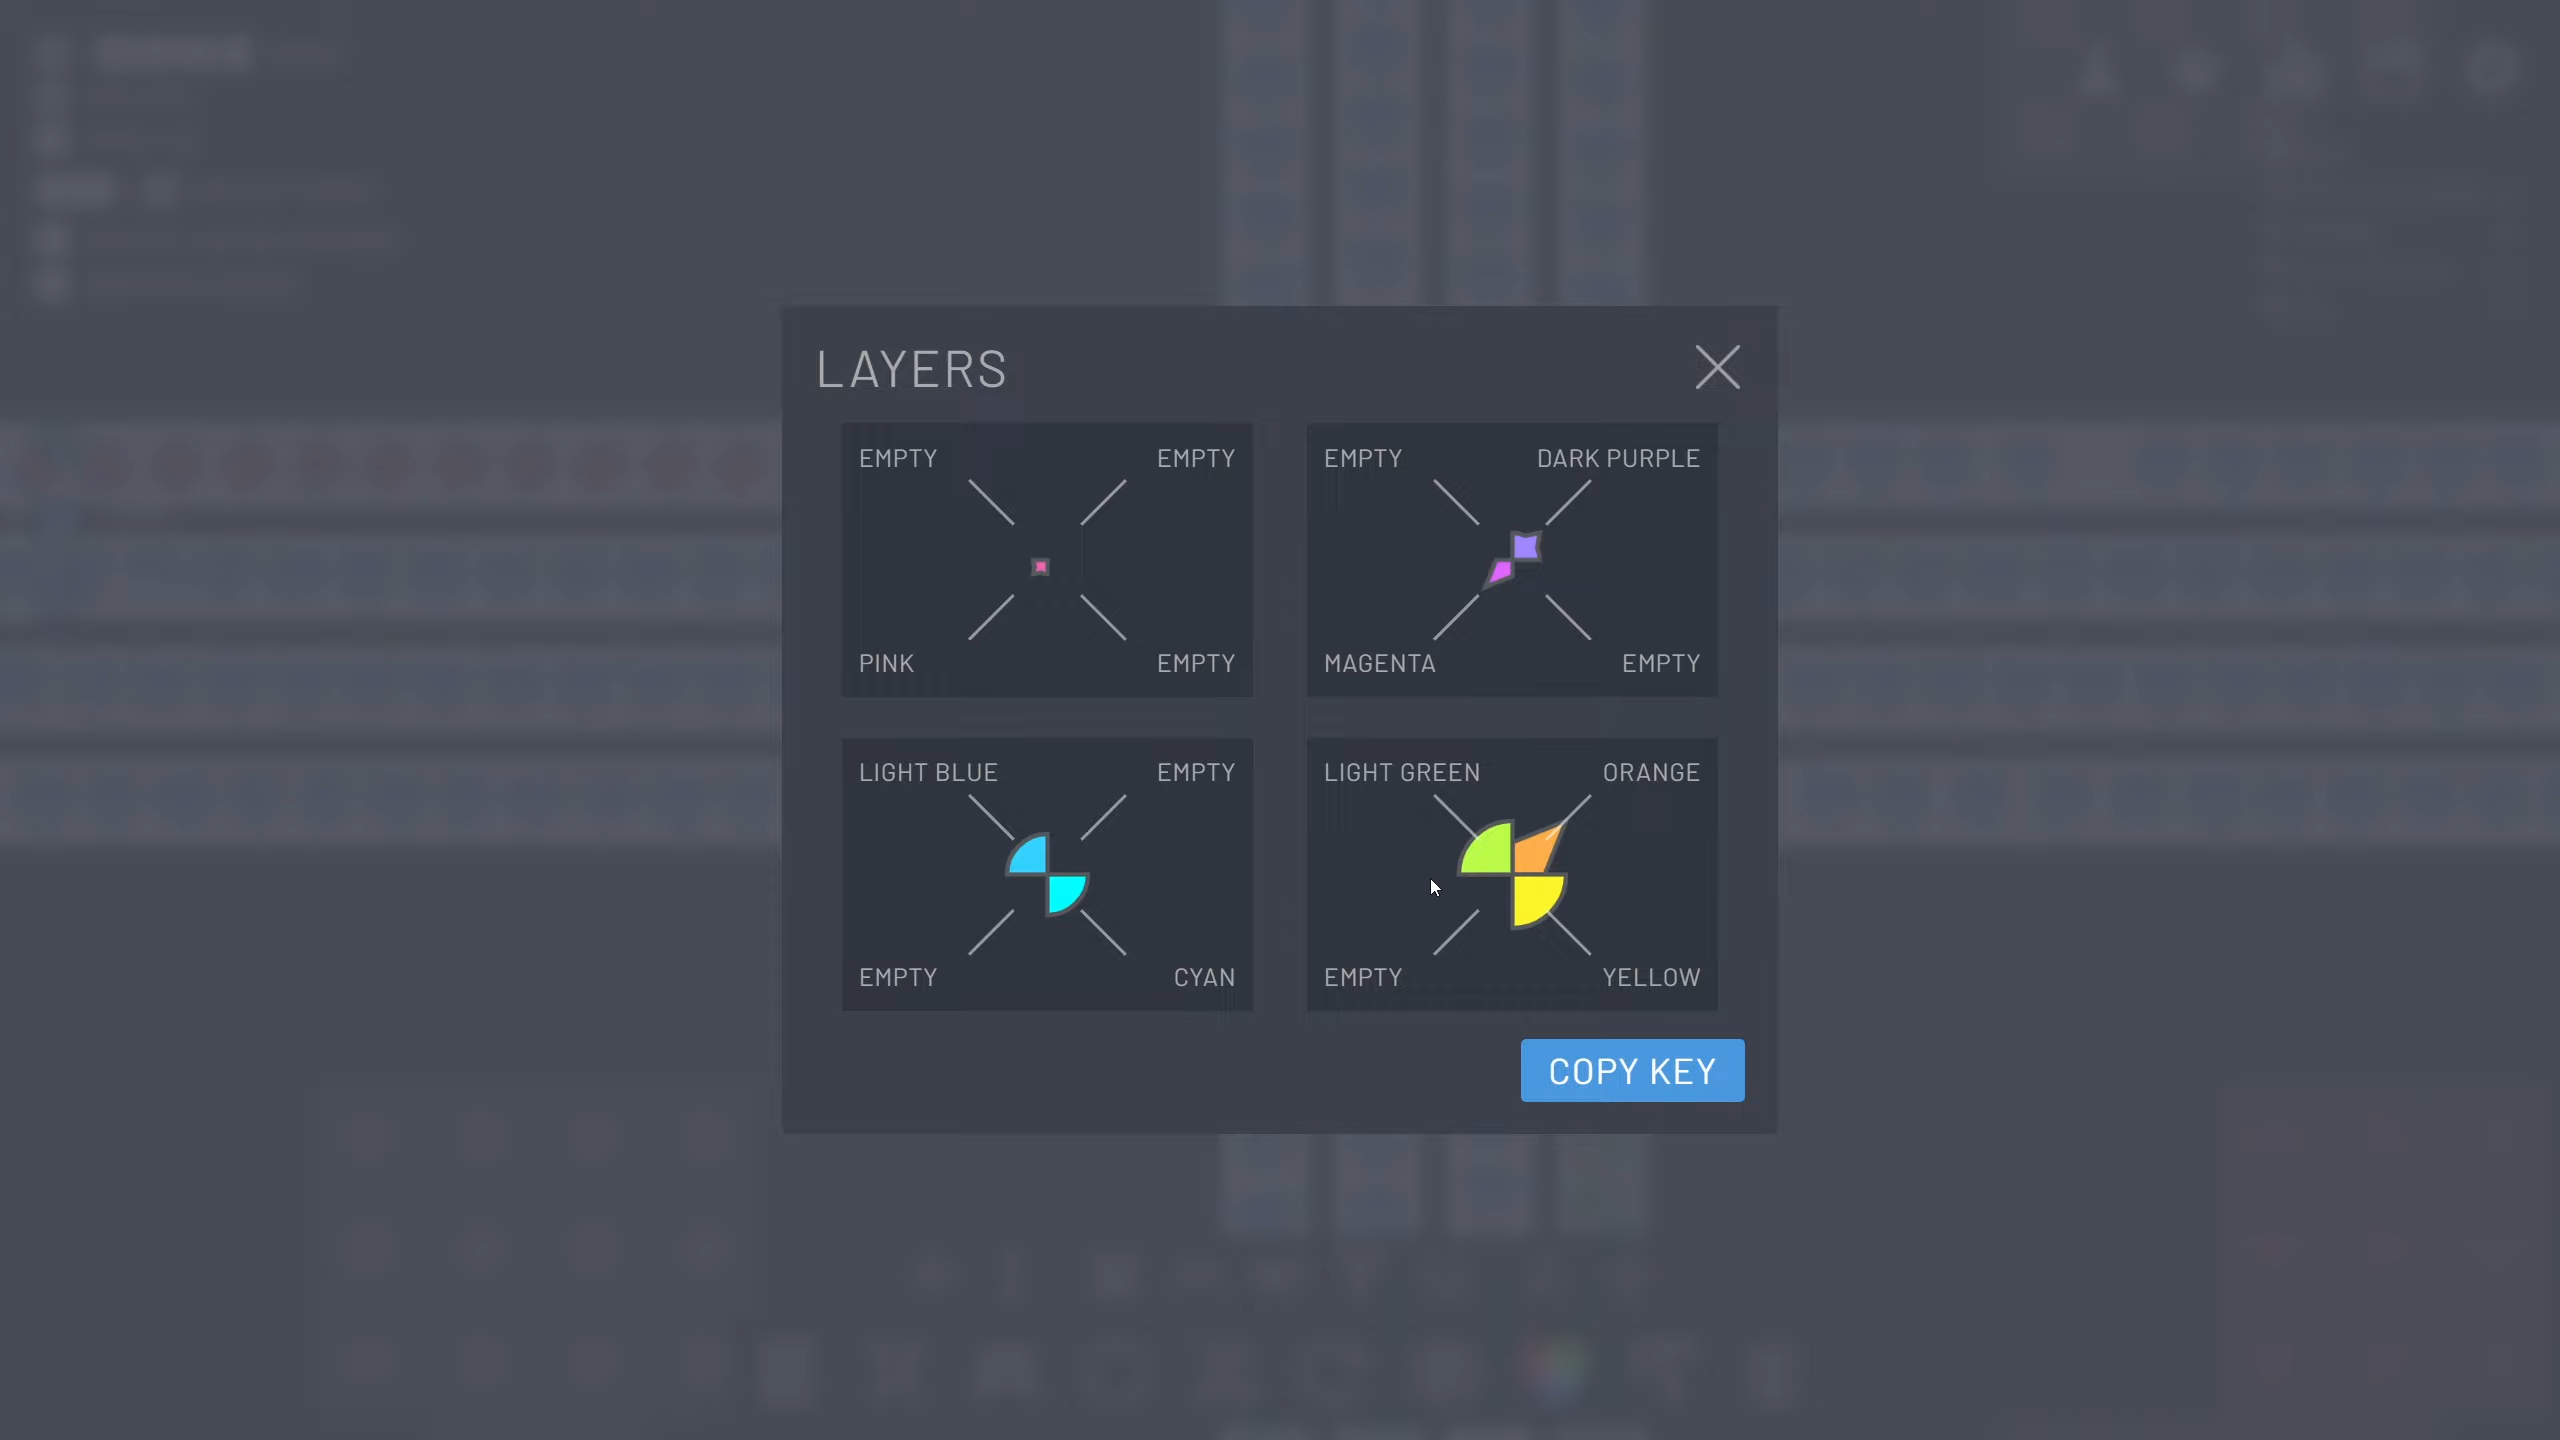 LAYERS
EMPTY EMPTY
PINK EMPTY
EMPTY DARK PURPLE
MAGENTA EMPTY
LIGHT BLUE EMPTY
EMPTY CYAN
LIGHT GREEN ORANGE
EMPTY YELLOW
COPY KEY